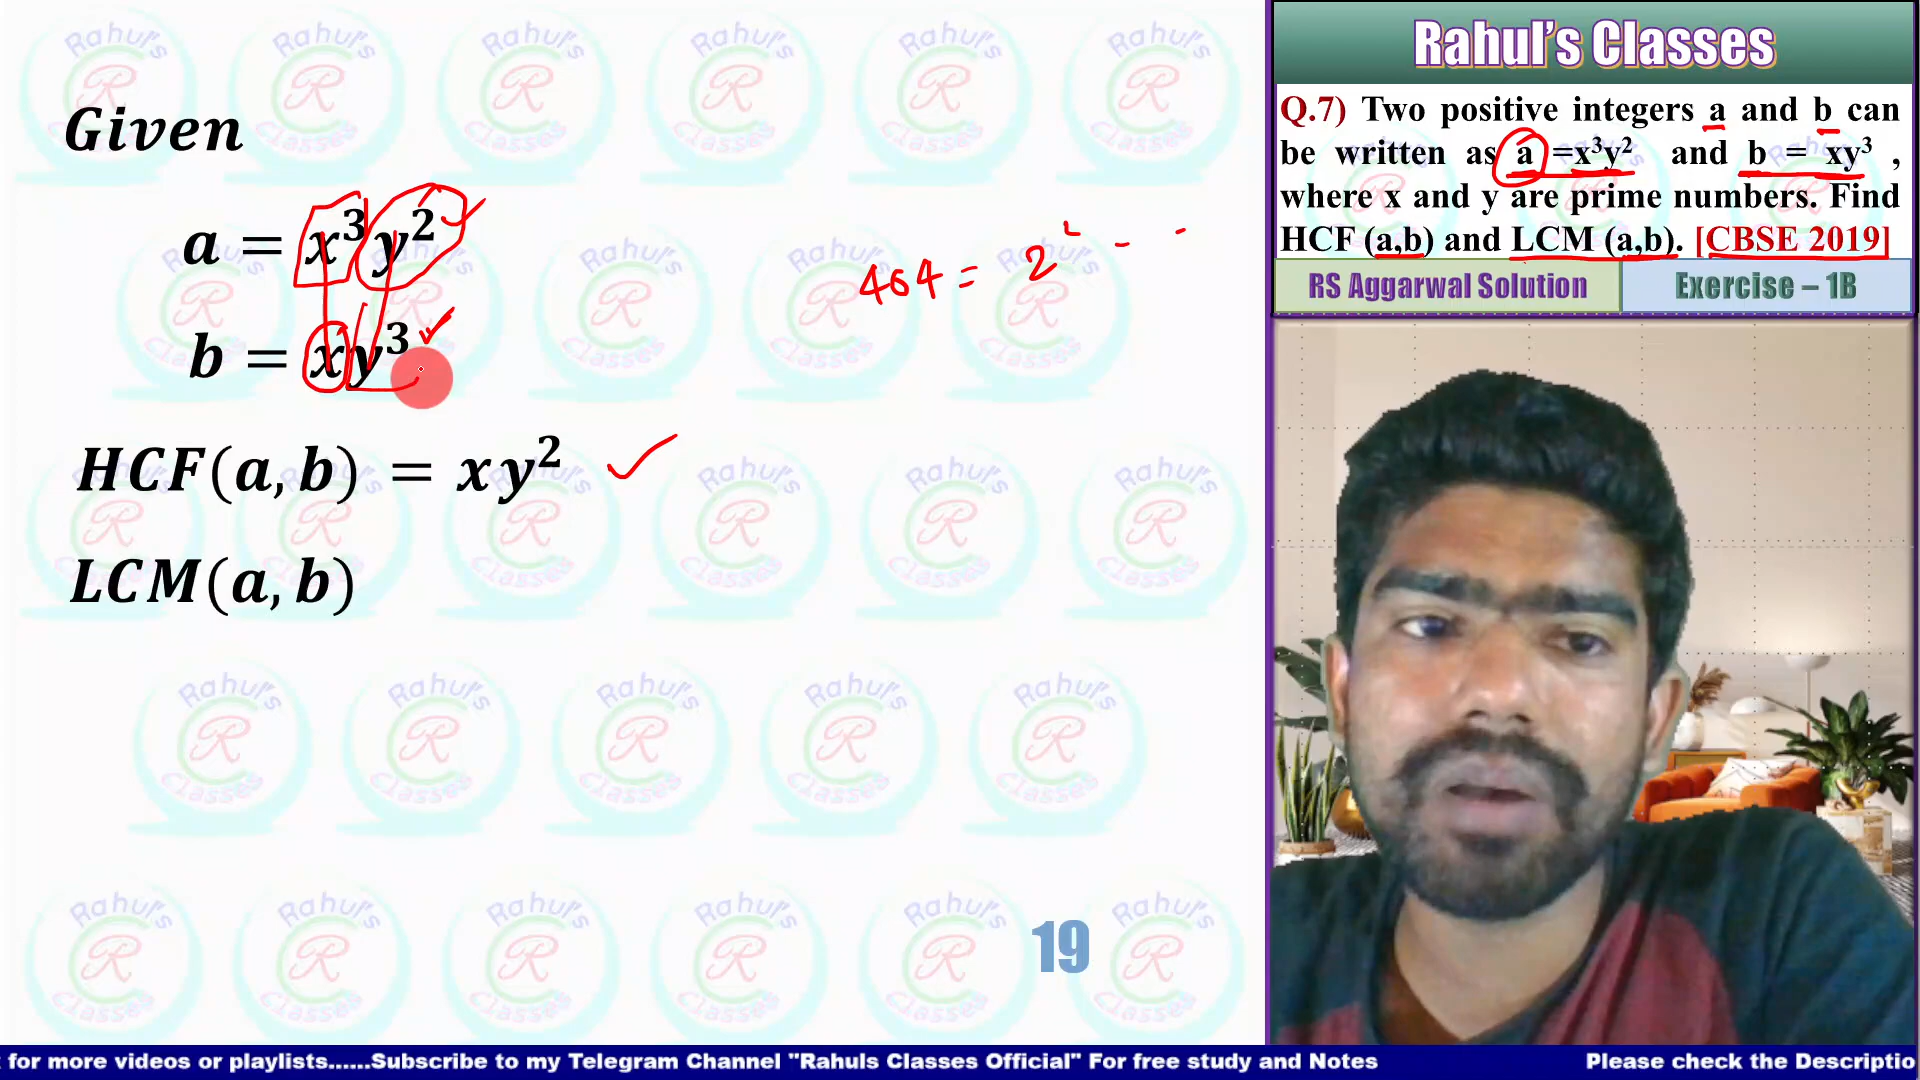 Given
a = x³y²
b = xy³
HCF(a, b) = xy²
LCM(a, b)
464 = 2² - -
19
Rahul's Classes
Q.7) Two positive integers a and b can
be written as a =x³y² and b = xy³ ,
where x and y are prime numbers. Find
HCF (a,b) and LCM (a,b). [CBSE 2019]
RS Aggarwal Solution
Exercise – 1B
for more videos or playlists......Subscribe to my Telegram Channel "Rahuls Classes Official" For free study and Notes
Please check the Descriptio